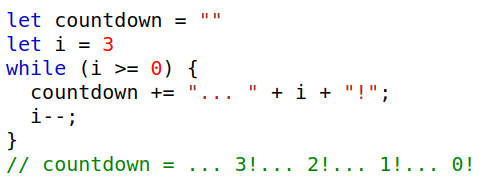 let countdown = ""
let i = 3
while (i >= 0) {
  countdown += "... " + i + "!";
  i--;
}
// countdown = ... 3!... 2!... 1!... 0!